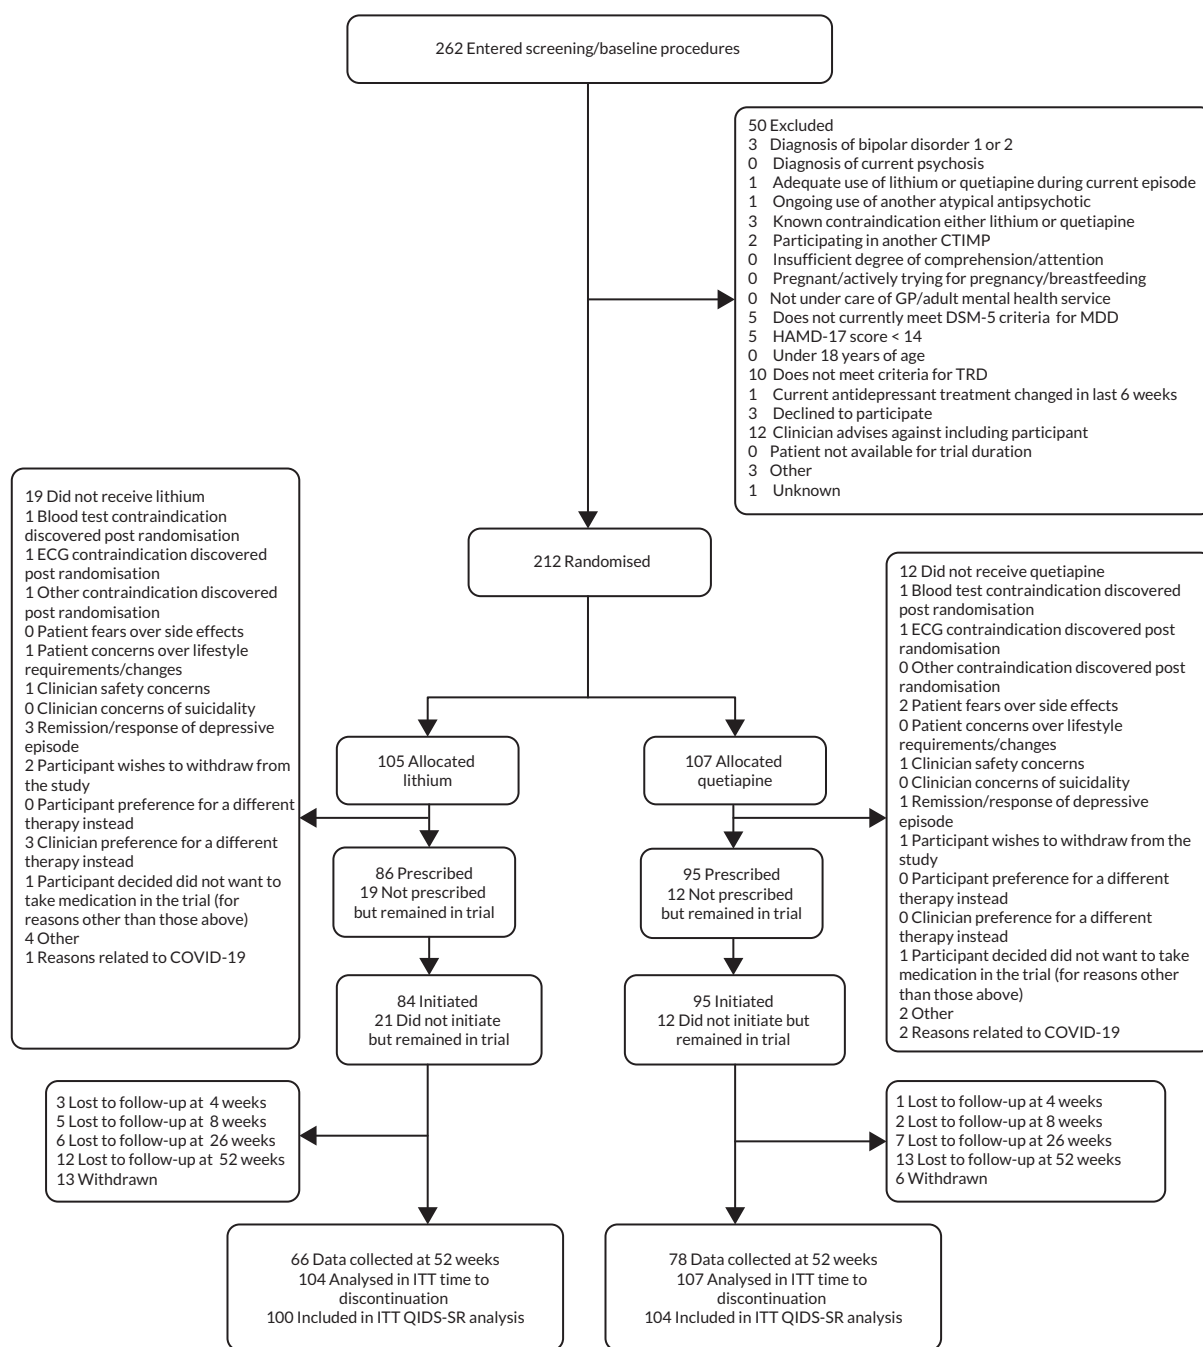 262 Entered screening/baseline procedures
50 Excluded
3 Diagnosis of bipolar disorder 1 or 2
0 Diagnosis of current psychosis
1 Adequate use of lithium or quetiapine during current episode
1 Ongoing use of another atypical antipsychotic
3 Known contraindication either lithium or quetiapine
2 Participating in another CTIMP
0 Insufficient degree of comprehension/attention
0 Pregnant/actively trying for pregnancy/breastfeeding
0 Not under care of GP/adult mental health service
5 Does not currently meet DSM-5 criteria for MDD
5 HAMD-17 score < 14
0 Under 18 years of age
10 Does not meet criteria for TRD
1 Current antidepressant treatment changed in last 6 weeks
3 Declined to participate
12 Clinician advises against including participant
0 Patient not available for trial duration
3 Other
1 Unknown
212 Randomised
19 Did not receive lithium
1 Blood test contraindication
discovered post randomisation
1 ECG contraindication discovered
post randomisation
1 Other contraindication discovered
post randomisation
0 Patient fears over side effects
1 Patient concerns over lifestyle
requirements/changes
1 Clinician safety concerns
0 Clinician concerns of suicidality
3 Remission/response of depressive
episode
2 Participant wishes to withdraw from
the study
0 Participant preference for a different
therapy instead
3 Clinician preference for a different
therapy instead
1 Participant decided did not want to
take medication in the trial (for
reasons other than those above)
4 Other
1 Reasons related to COVID-19
105 Allocated
lithium
107 Allocated
quetiapine
12 Did not receive quetiapine
1 Blood test contraindication discovered
post randomisation
1 ECG contraindication discovered post
randomisation
0 Other contraindication discovered post
randomisation
2 Patient fears over side effects
0 Patient concerns over lifestyle
requirements/changes
1 Clinician safety concerns
0 Clinician concerns of suicidality
1 Remission/response of depressive
episode
1 Participant wishes to withdraw from the
study
0 Participant preference for a different
therapy instead
0 Clinician preference for a different
therapy instead
1 Participant decided did not want to take
medication in the trial (for reasons other
than those above)
2 Other
2 Reasons related to COVID-19
86 Prescribed
19 Not prescribed
but remained in trial
95 Prescribed
12 Not prescribed
but remained in trial
84 Initiated
21 Did not initiate
but remained in trial
95 Initiated
12 Did not initiate but
remained in trial
3 Lost to follow-up at 4 weeks
5 Lost to follow-up at 8 weeks
6 Lost to follow-up at 26 weeks
12 Lost to follow-up at 52 weeks
13 Withdrawn
1 Lost to follow-up at 4 weeks
2 Lost to follow-up at 8 weeks
7 Lost to follow-up at 26 weeks
13 Lost to follow-up at 52 weeks
6 Withdrawn
66 Data collected at 52 weeks
104 Analysed in ITT time to
discontinuation
100 Included in ITT QIDS-SR analysis
78 Data collected at 52 weeks
107 Analysed in ITT time to
discontinuation
104 Included in ITT QIDS-SR analysis